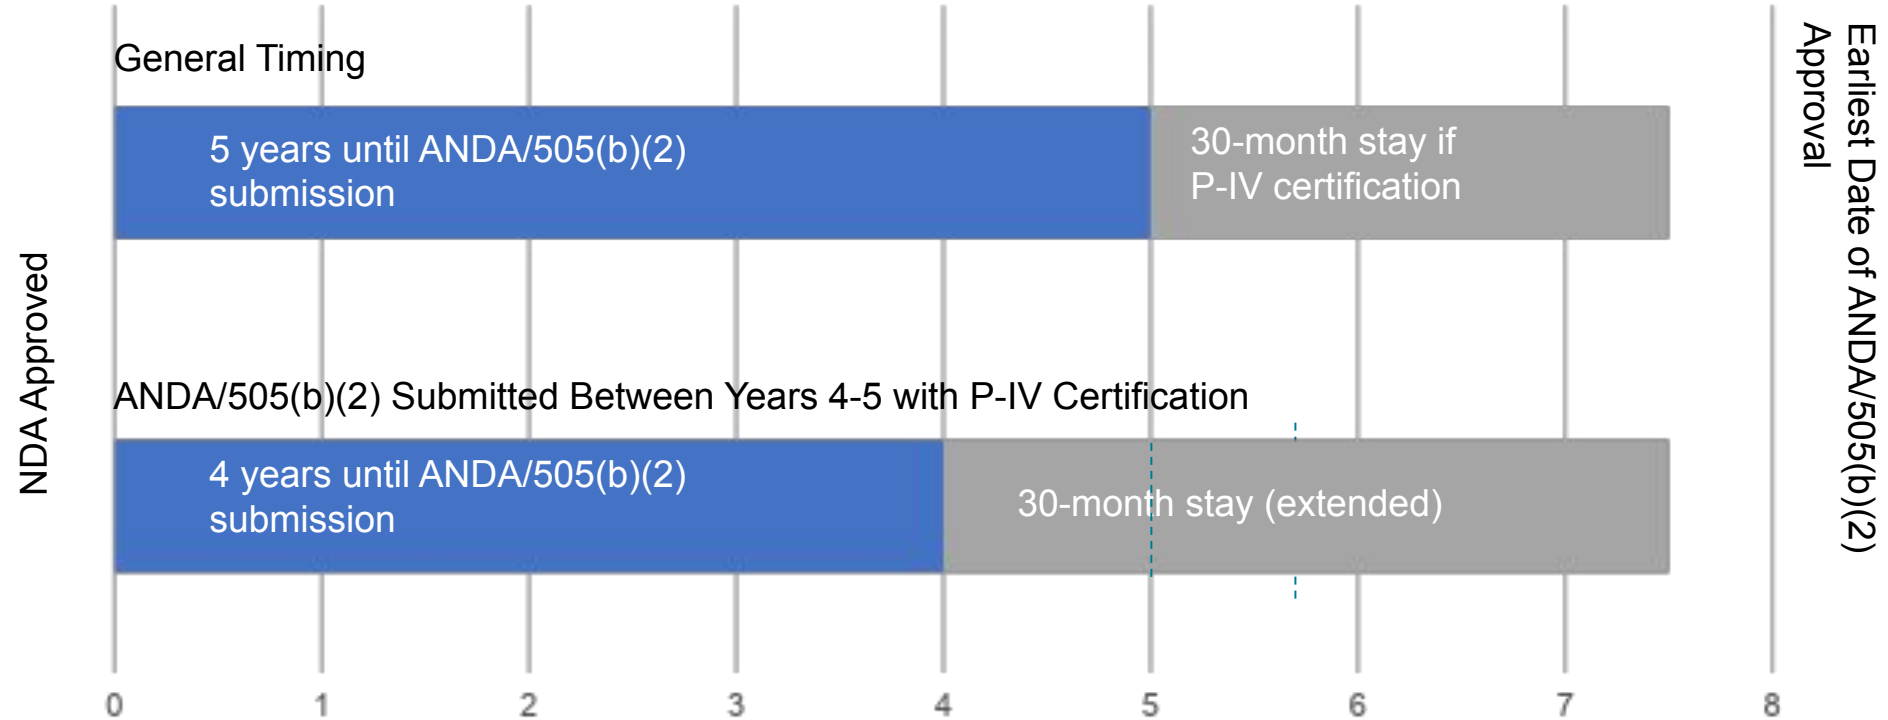 General Timing
5 years until ANDA/505(b)(2)
submission
30-month stay if
P-IV certification
NDA Approved
ANDA/505(b)(2) Submitted Between Years 4-5 with P-IV Certification
4 years until ANDA/505(b)(2)
submission
30-month stay (extended)
Earliest Date of ANDA/505(b)(2)
Approval
0 1 2 3 4 5 6 7 8